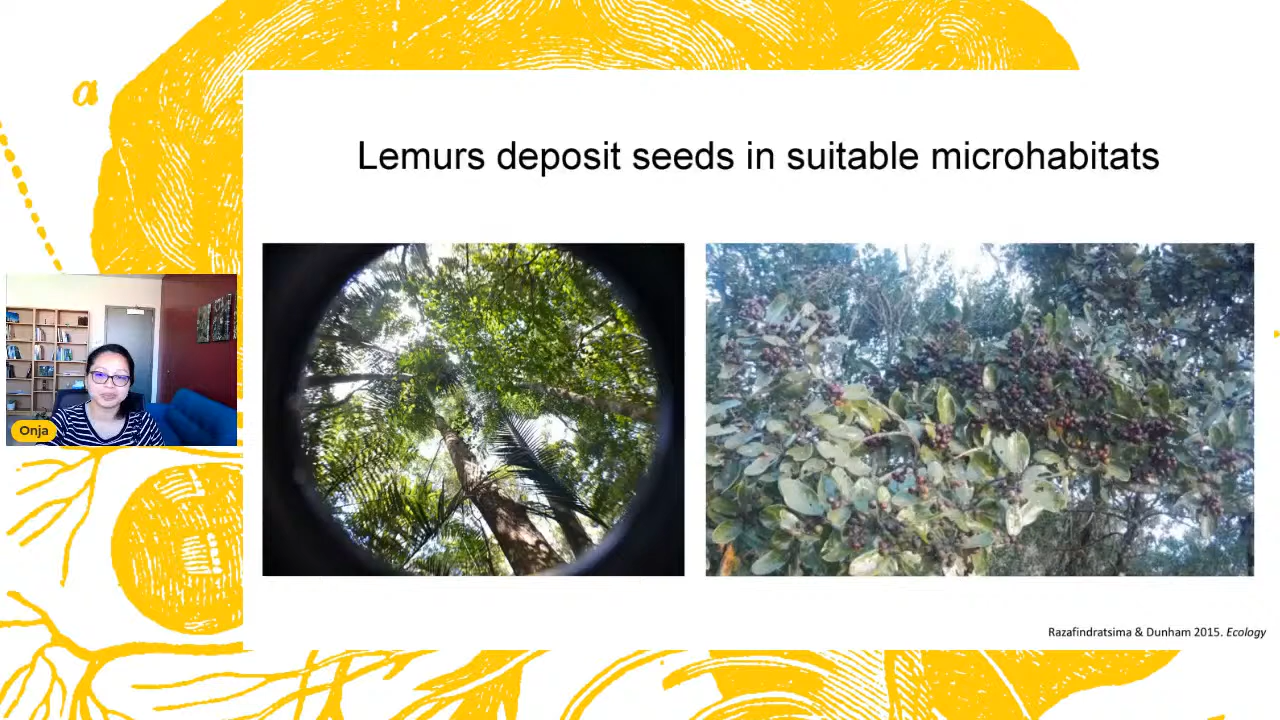 a
Lemurs deposit seeds in suitable microhabitats
Onja
Razafindratsima & Dunham 2015. Ecology